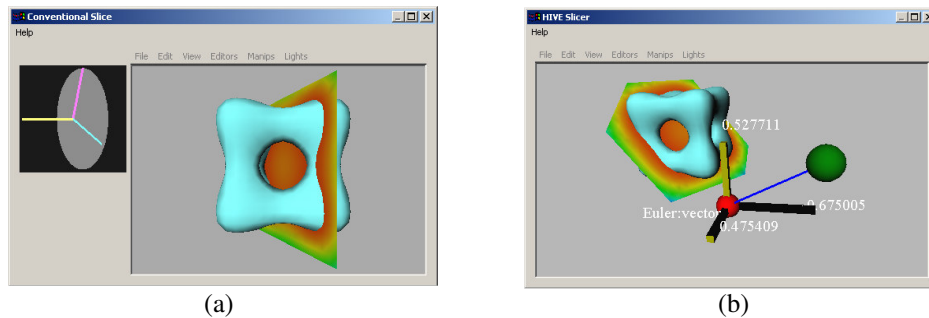 Conventional Slice
Help
File Edit View Editors Manips Lights
(a)
HIVE Slicer
Help
File Edit View Editors Manips Lights
0.527711
0.675005
Euler:vector
0.475409
(b)